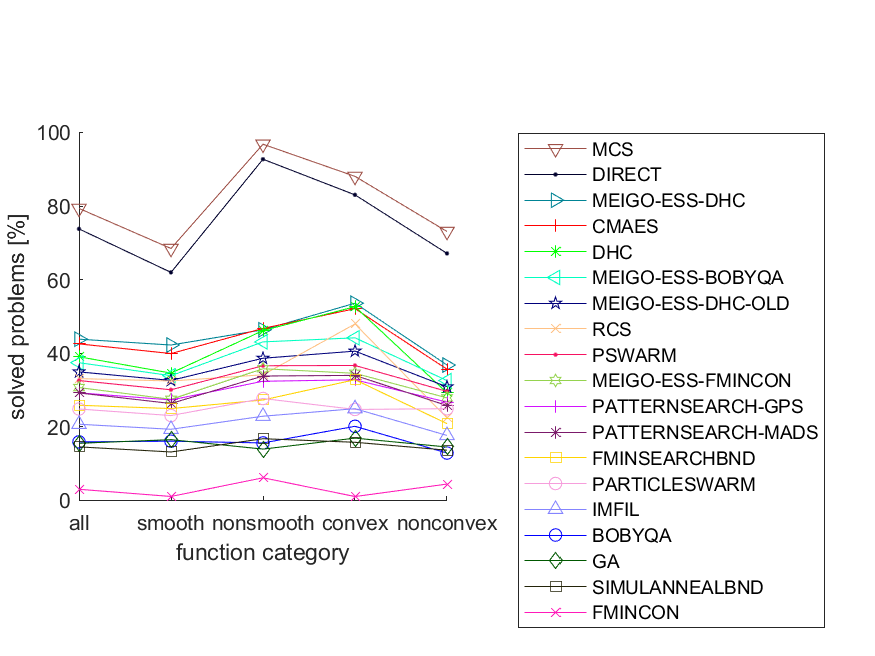 100
80
60
40
20
0
solved problems [%]
all smooth nonsmooth convex nonconvex
function category
MCS
DIRECT
MEIGO-ESS-DHC
CMAES
DHC
MEIGO-ESS-BOBYQA
MEIGO-ESS-DHC-OLD
RCS
PSWARM
MEIGO-ESS-FMINCON
PATTERNSEARCH-GPS
PATTERNSEARCH-MADS
FMINSEARCHBND
PARTICLESWARM
IMFIL
BOBYQA
GA
SIMULANNEALBND
FMINCON